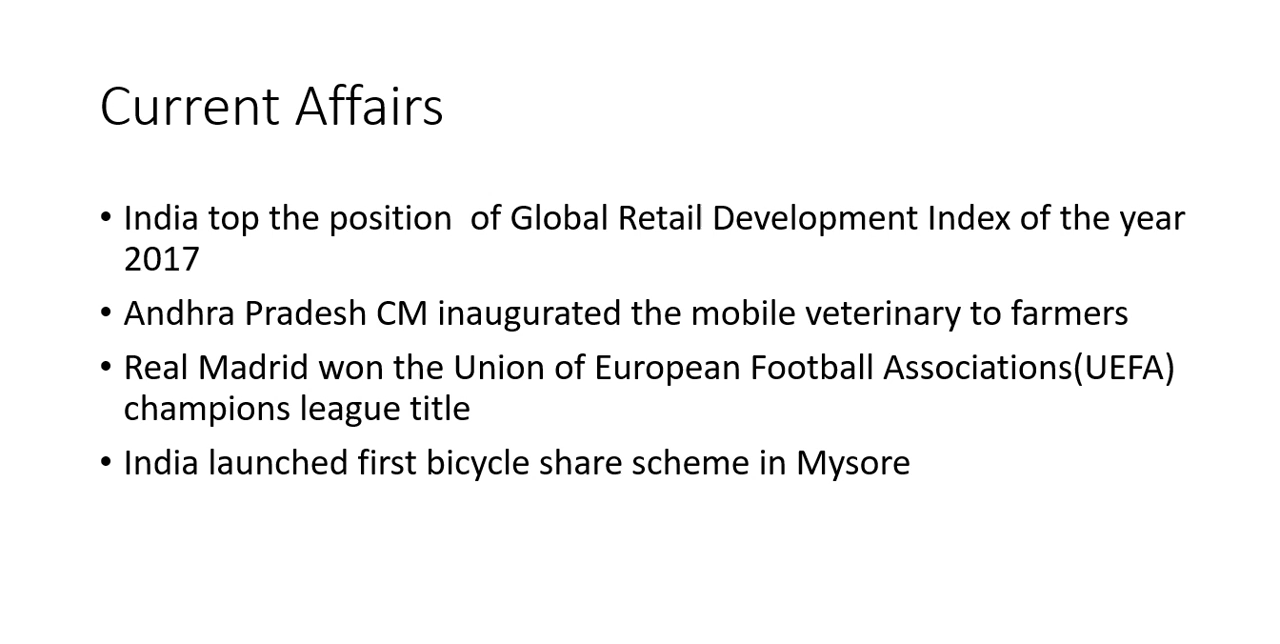 Current Affairs
• India top the position  of Global Retail Development Index of the year
2017
• Andhra Pradesh CM inaugurated the mobile veterinary to farmers
• Real Madrid won the Union of European Football Associations(UEFA)
champions league title
• India launched first bicycle share scheme in Mysore